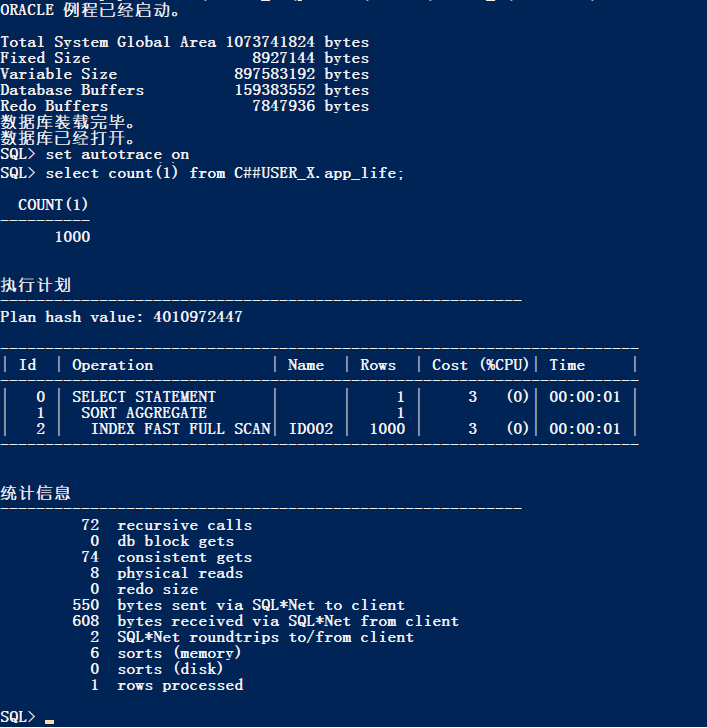 ORACLE 例程已经启动。
Total System Global Area 1073741824 bytes
Fixed Size 8927144 bytes
Variable Size 897583192 bytes
Database Buffers 159383552 bytes
Redo Buffers 7847936 bytes
数据库装载完毕。
数据库已经打开。
SQL> set autotrace on
SQL> select count(1) from C##USER_X.app_life;
COUNT(1)
----------
1000
执行计划
----------------------------------------------------------
Plan hash value: 4010972447
-----------------------------------------------------------------------
| Id | Operation | Name | Rows | Cost (%CPU)| Time |
-----------------------------------------------------------------------
| 0 | SELECT STATEMENT | | 1 | 3 (0)| 00:00:01 |
| 1 | SORT AGGREGATE | | 1 | | |
| 2 | INDEX FAST FULL SCAN| ID002 | 1000 | 3 (0)| 00:00:01 |
-----------------------------------------------------------------------
统计信息
----------------------------------------------------------
72 recursive calls
0 db block gets
74 consistent gets
8 physical reads
0 redo size
550 bytes sent via SQL*Net to client
608 bytes received via SQL*Net from client
2 SQL*Net roundtrips to/from client
6 sorts (memory)
0 sorts (disk)
1 rows processed
SQL>